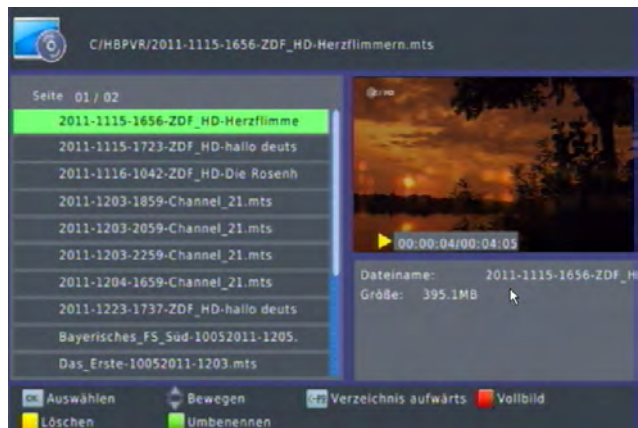 C/HBPVR/2011-1115-1656-ZDF_HD-Herzflimmern.mts
Seite 01/02
2011-1115-1656-ZDF_HD-Herzflimme
2011-1115-1723-ZDF_HD-hallo deuts
2011-1116-1042-ZDF_HD-Die Rosenh
2011-1203-1859-Channel_21.mts
2011-1203-2059-Channel_21.mts
2011-1203-2259-Channel_21.mts
2011-1204-1659-Channel_21.mts
2011-1223-1737-ZDF_HD-hallo deuts
Bayerisches_FS_Süd-10052011-1205.
Das_Erste-10052011-1203.mts
00:00:04/00:04:05
Dateiname: 2011-1115-1656-ZDF_H
Größe: 395.1MB
OK Auswählen Bewegen Verzeichnis aufwärts Vollbild
Löschen Umbenennen